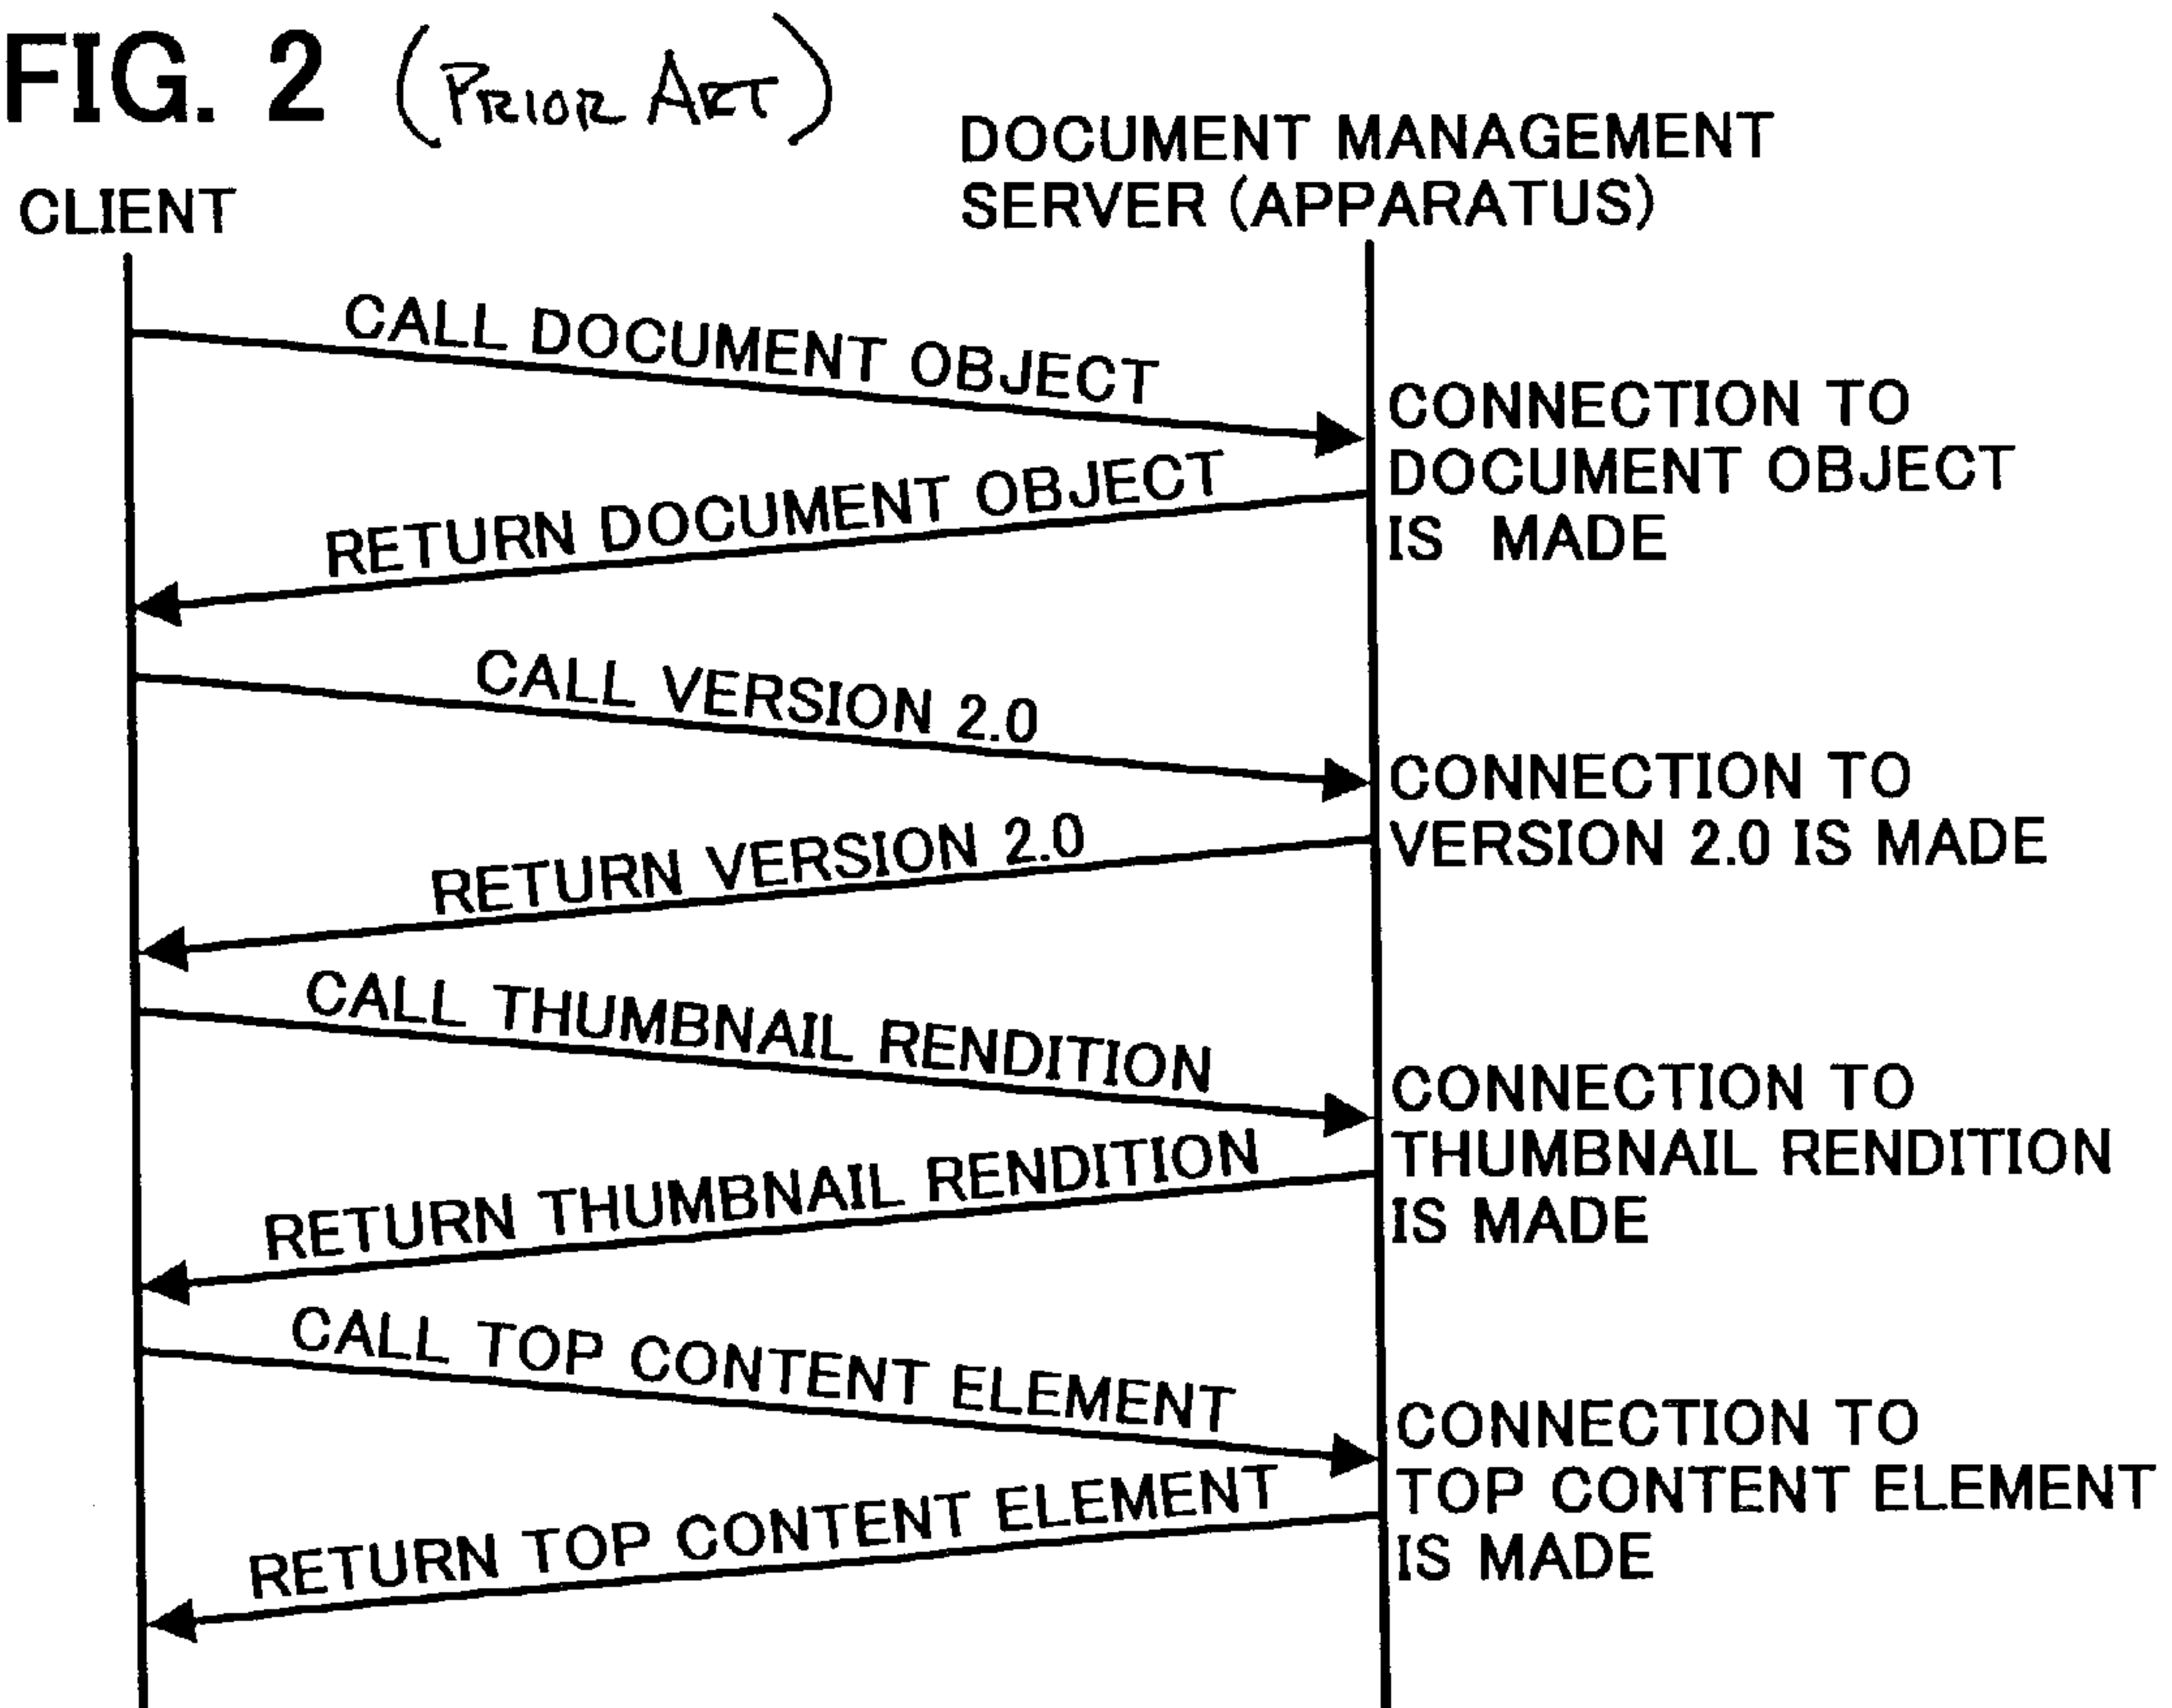 FIG. 2 (PRIOR ART)
CLIENT
DOCUMENT MANAGEMENT
SERVER (APPARATUS)
CALL DOCUMENT OBJECT
CONNECTION TO
DOCUMENT OBJECT
IS MADE
RETURN DOCUMENT OBJECT
CALL VERSION 2.0
CONNECTION TO
VERSION 2.0 IS MADE
RETURN VERSION 2.0
CALL THUMBNAIL RENDITION
CONNECTION TO
THUMBNAIL RENDITION
IS MADE
RETURN THUMBNAIL RENDITION
CALL TOP CONTENT ELEMENT
CONNECTION TO
TOP CONTENT ELEMENT
IS MADE
RETURN TOP CONTENT ELEMENT